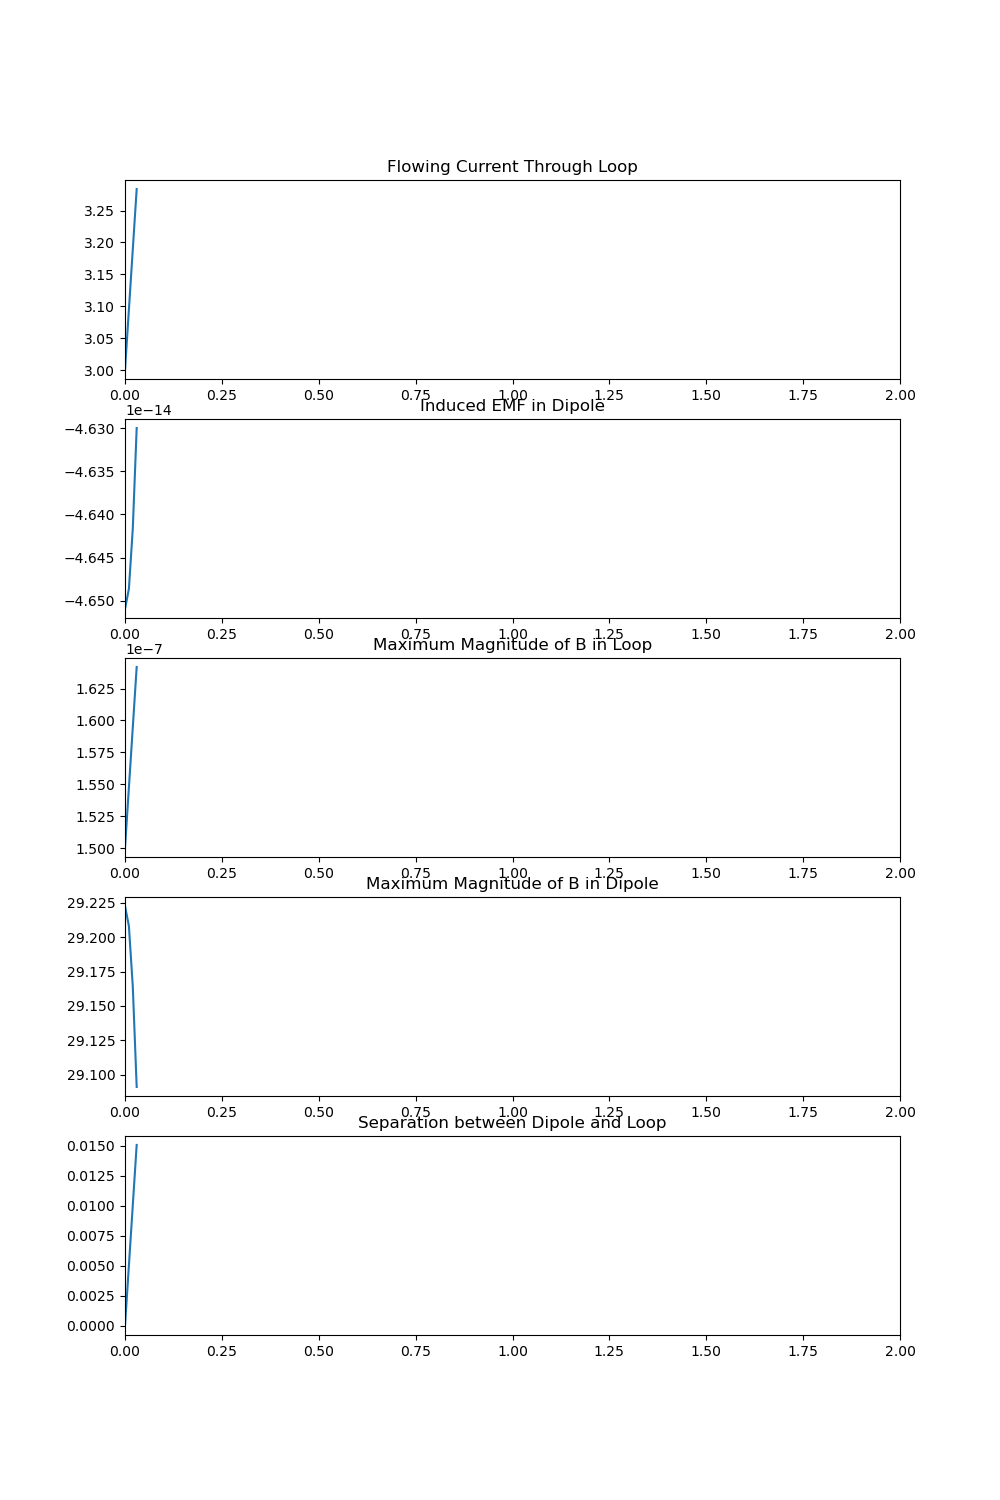 Flowing Current Through Loop
3.25
3.20
3.15
3.10
3.05
3.00
0.00 0.25 0.50 0.75 1.00 1.25 1.50 1.75 2.00
Induced EMF in Dipole
1e−14
−4.630
−4.635
−4.640
−4.645
−4.650
0.00 0.25 0.50 0.75 1.00 1.25 1.50 1.75 2.00
Maximum Magnitude of B in Loop
1e−7
1.625
1.600
1.575
1.550
1.525
1.500
0.00 0.25 0.50 0.75 1.00 1.25 1.50 1.75 2.00
Maximum Magnitude of B in Dipole
29.225
29.200
29.175
29.150
29.125
29.100
0.00 0.25 0.50 0.75 1.00 1.25 1.50 1.75 2.00
Separation between Dipole and Loop
0.0150
0.0125
0.0100
0.0075
0.0050
0.0025
0.0000
0.00 0.25 0.50 0.75 1.00 1.25 1.50 1.75 2.00